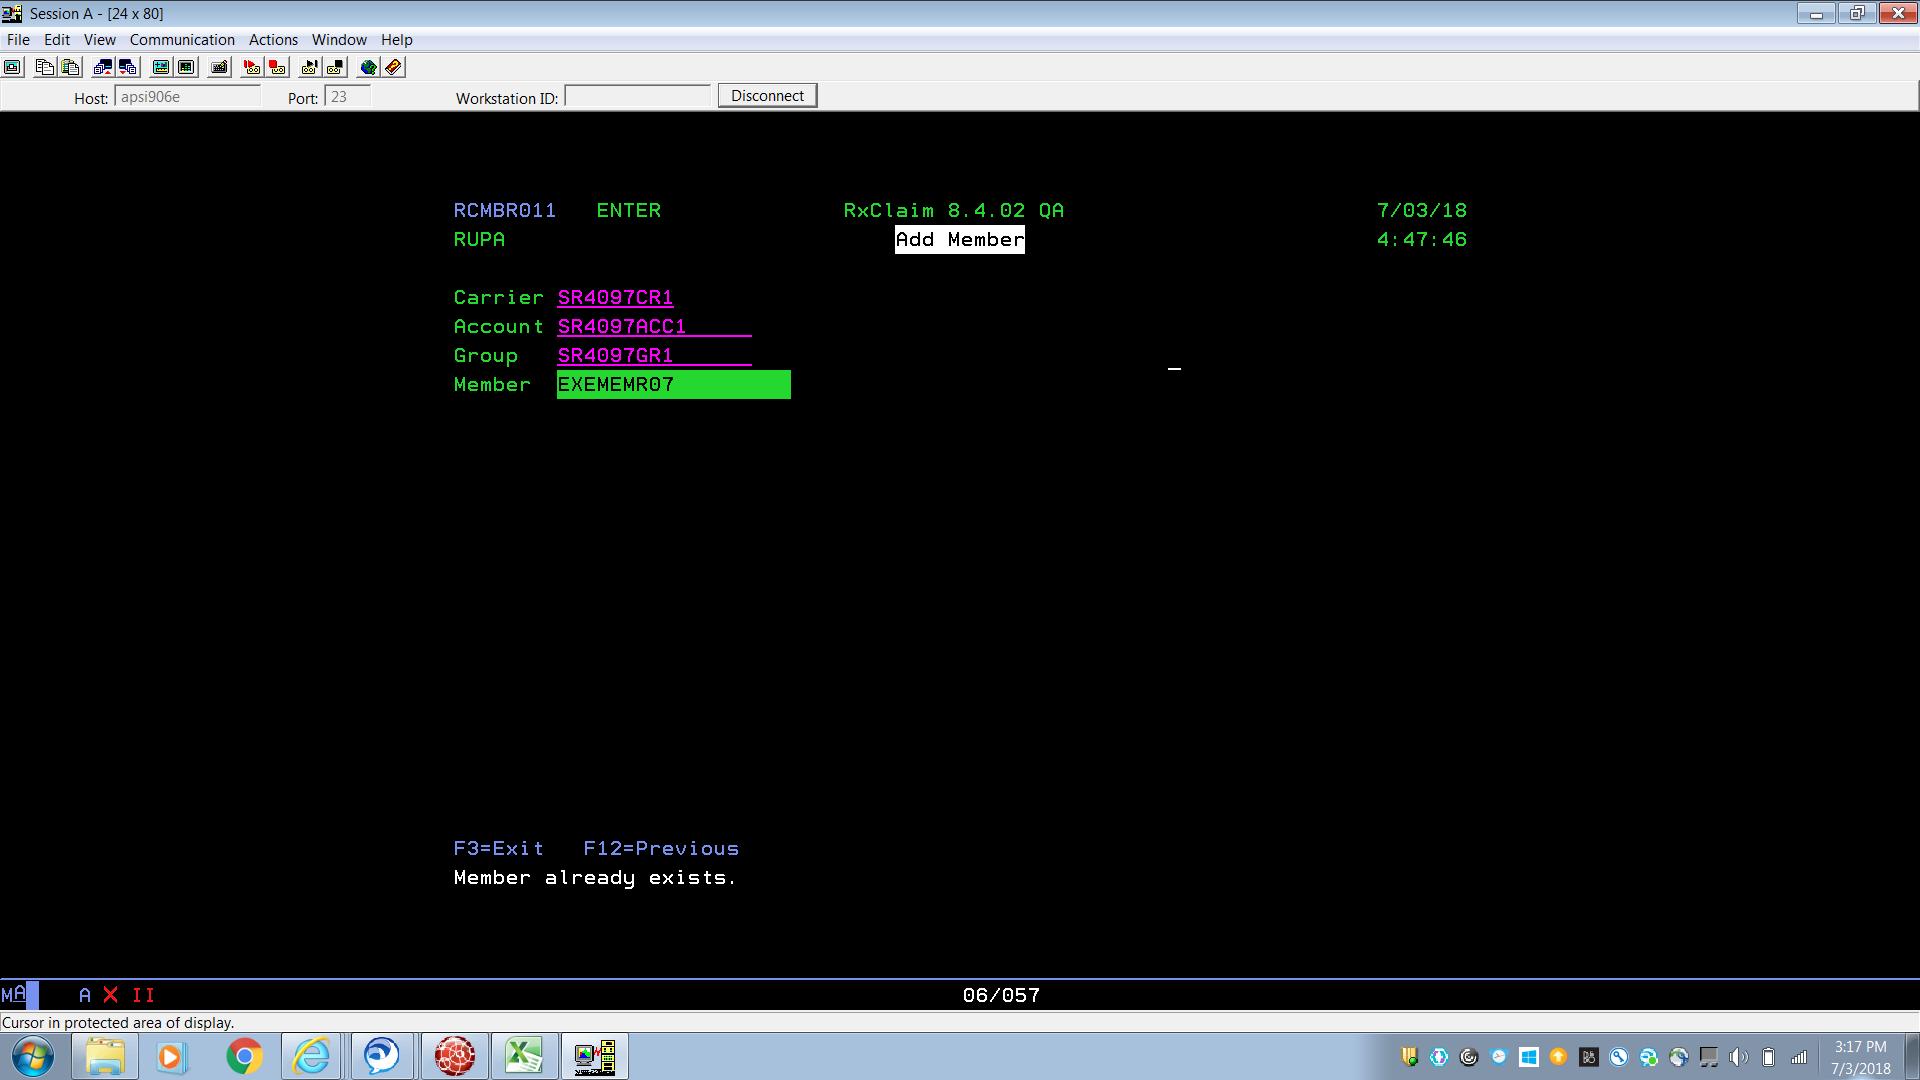 Session A - [24 x 80]
File Edit View Communication Actions Window Help
Host: apsi906e Port: 23 Workstation ID: Disconnect
RCMBR011 ENTER RxClaim 8.4.02 QA 7/03/18
RUPA Add Member 4:47:46
Carrier SR4097CR1
Account SR4097ACC1
Group SR4097GR1
Member EXEMEMR07
F3=Exit F12=Previous
Member already exists.
MA A X II 06/057
Cursor in protected area of display.
3:17 PM
7/3/2018